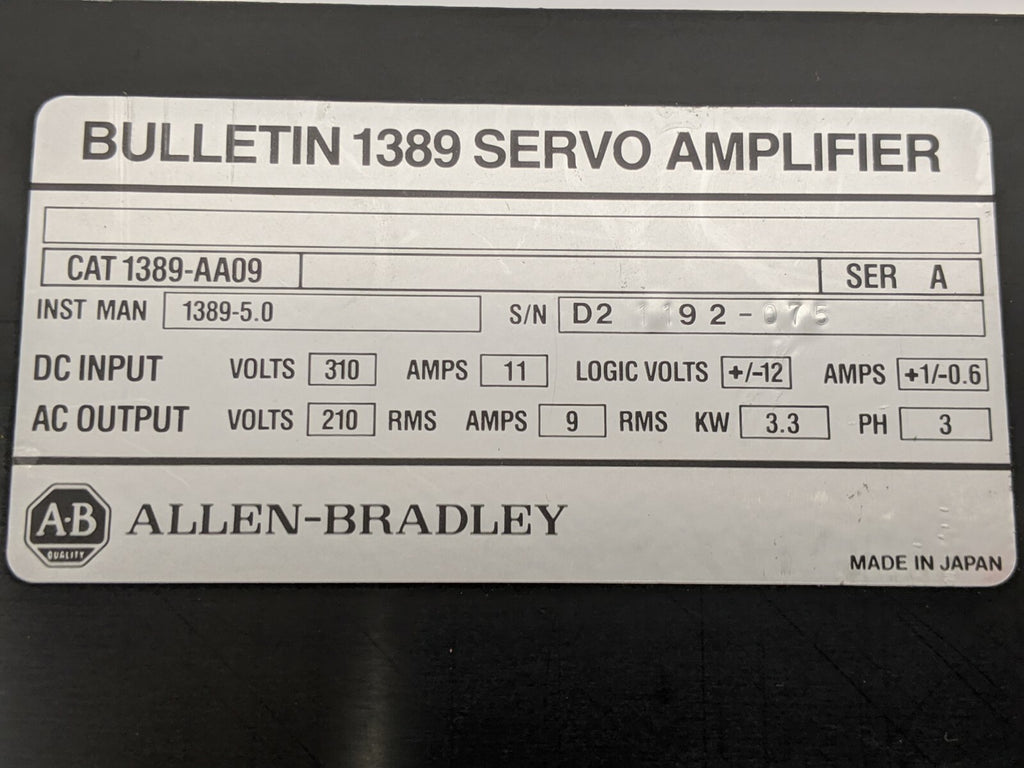 BULLETIN 1389 SERVO AMPLIFIER
CAT 1389-AA09 SER A
INST MAN 1389-5.0 S/N D2 1192-075
DC INPUT VOLTS 310 AMPS 11 LOGIC VOLTS +/-12 AMPS +1/-0.6
AC OUTPUT VOLTS 210 RMS AMPS 9 RMS KW 3.3 PH 3
A·B QUALITY ALLEN-BRADLEY
MADE IN JAPAN